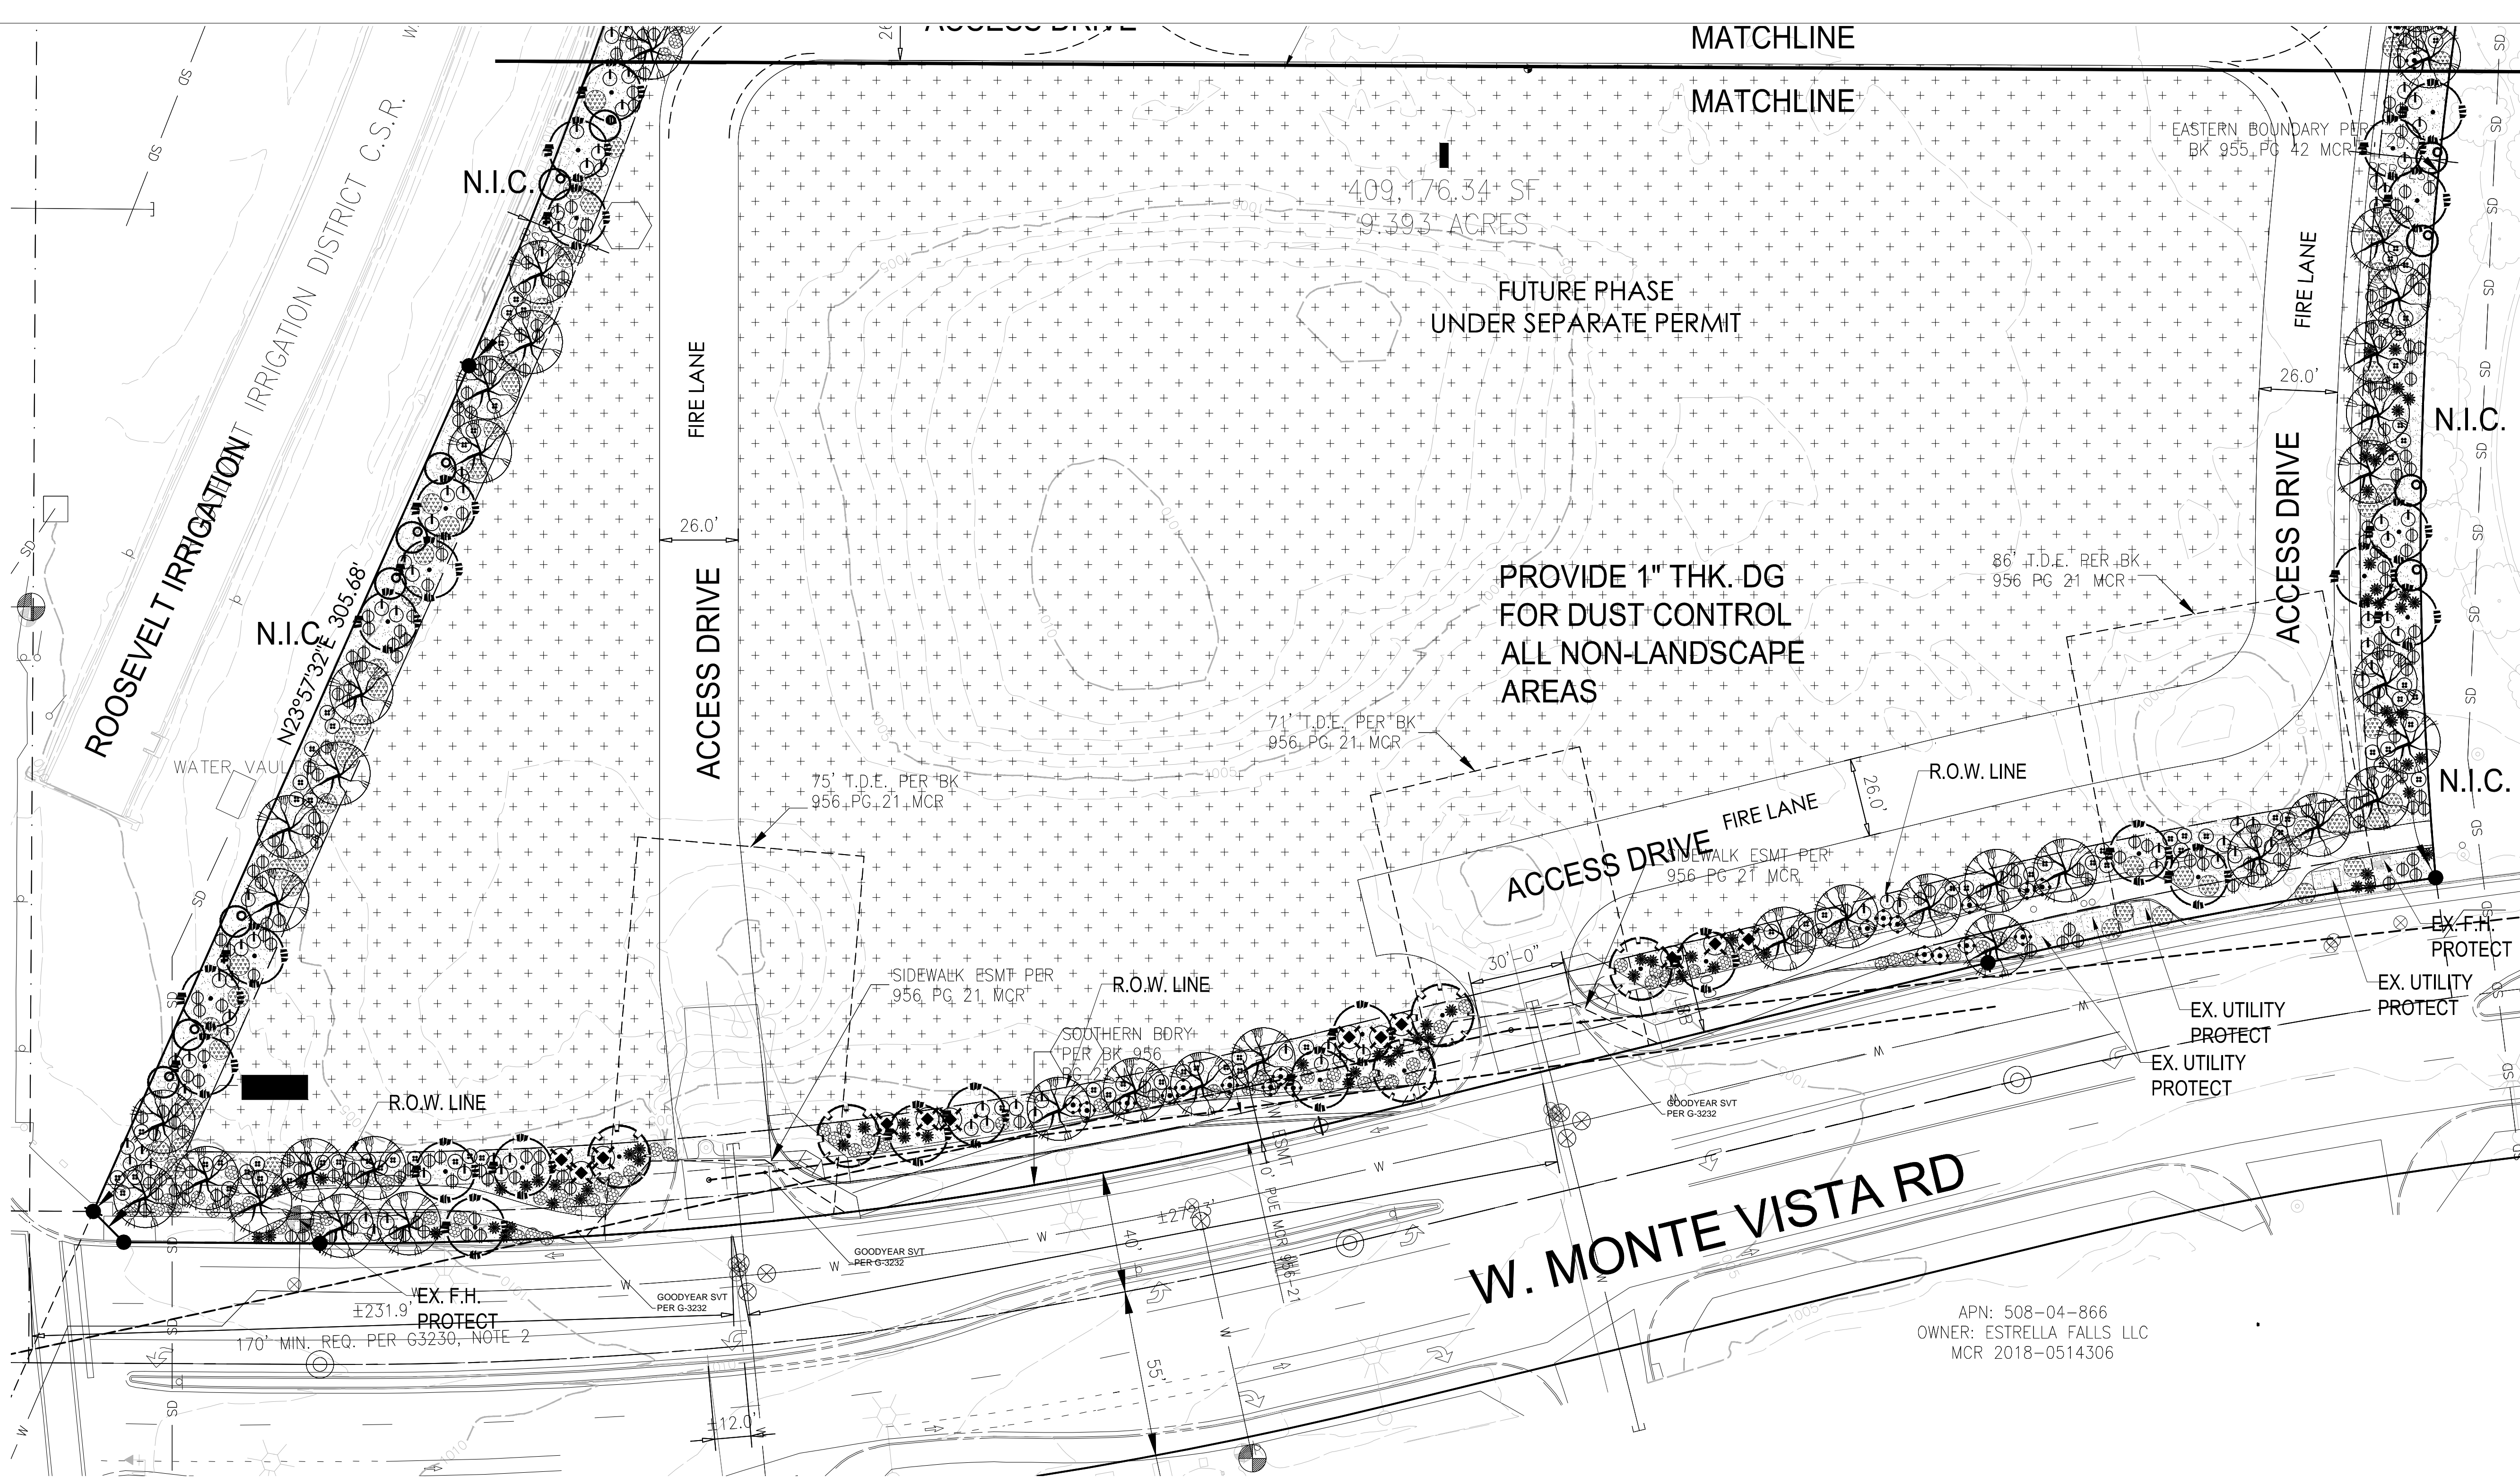 ACCESS DRIVE
MATCHLINE
MATCHLINE
EASTERN BOUNDARY PER
BK 955 PG 42 MCR
N.I.C.
ROOSEVELT IRRIGATION
IRRIGATION DISTRICT C.S.R.
409,176.34 SF
9.393 ACRES
FUTURE PHASE
UNDER SEPARATE PERMIT
FIRE LANE
FIRE LANE
26.0'
N.I.C.
26.0'
ACCESS DRIVE
ACCESS DRIVE
PROVIDE 1" THK. DG
FOR DUST CONTROL
ALL NON-LANDSCAPE
AREAS
86' T.D.E. PER BK
956 PG 21 MCR
N.I.C.
N23°57'32"E 305.68'
WATER VAULT
71' T.D.E. PER BK
956 PG 21 MCR
75' T.D.E. PER BK
956 PG 21 MCR
R.O.W. LINE
26.0'
N.I.C.
FIRE LANE
ACCESS DRIVE
SIDEWALK ESMT PER
956 PG 21 MCR
SIDEWALK ESMT PER
956 PG 21 MCR
R.O.W. LINE
30'-0"
SOUTHERN BDRY
PER BK 956
EX. F.H.
PROTECT
EX. UTILITY
PROTECT
EX. UTILITY
PROTECT
EX. UTILITY
PROTECT
R.O.W. LINE
GOODYEAR SVT
PER G-3232
GOODYEAR SVT
PER G-3232
GOODYEAR SVT
PER G-3232
40'
55'
W. MONTE VISTA RD
EX. F.H.
PROTECT
±231.9'
170' MIN. REQ. PER G3230, NOTE 2
±12.0'
APN: 508-04-866
OWNER: ESTRELLA FALLS LLC
MCR 2018-0514306